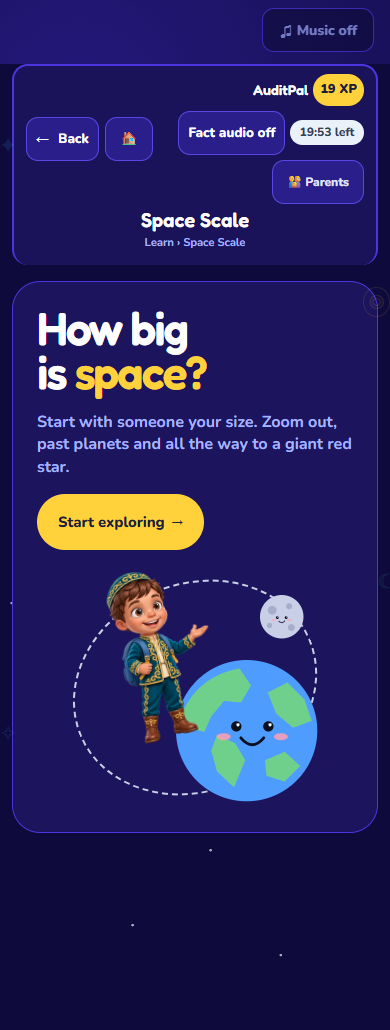 ♫ Music off
AuditPal 19 XP
← Back
Fact audio off
19:53 left
Parents
Space Scale
Learn › Space Scale
How big
is space?
Start with someone your size. Zoom out,
past planets and all the way to a giant red
star.
Start exploring →